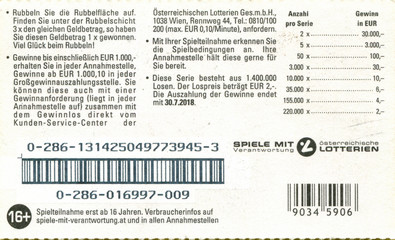 • Rubbeln Sie die Rubbelfläche auf.
Finden Sie unter der Rubbelschicht
3 x den gleichen Geldbetrag, so haben
Sie diesen Geldbetrag 1 x gewonnen.
Viel Glück beim Rubbeln!
• Gewinne bis einschließlich EUR 1.000,-
erhalten Sie in jeder Annahmestelle,
Gewinne ab EUR 1.000,10 in jeder
Großgewinnauszahlungsstelle. Sie
können diese auch mit einer
Gewinnanforderung (liegt in jeder
Annahmestelle auf) zusammen mit
dem Gewinnlos direkt vom
Kunden-Service-Center der
Österreichischen Lotterien Ges.m.b.H.,
1038 Wien, Rennweg 44, Tel.: 0810/100
200 (max. EUR 0,10/Minute), anfordern.
• Mit Ihrer Spielteilnahme erkennen Sie
die Spielbedingungen an. Ihre
Annahmestelle hält diese gerne für
Sie bereit.
• Diese Serie besteht aus 1.400.000
Losen. Der Lospreis beträgt EUR 2,-.
Die Auszahlung der Gewinne endet
mit 30.7.2018.
Anzahl Gewinn
pro Serie in EUR
2 x 30.000,-
5 x 3.000,-
50 x 100,-
3.000 x 30,-
10.000 x 10,-
35.000 x 6,-
155.000 x 4,-
220.000 x 2,-
SPIELE MIT
Verantwortung
österreichische
LOTTERIEN
0-286-131425049773945-3
0-286-016997-009
9034 5906
16+
Spielteilnahme erst ab 16 Jahren. Verbraucherinfos auf
spiele-mit-verantwortung.at und in allen Annahmestellen